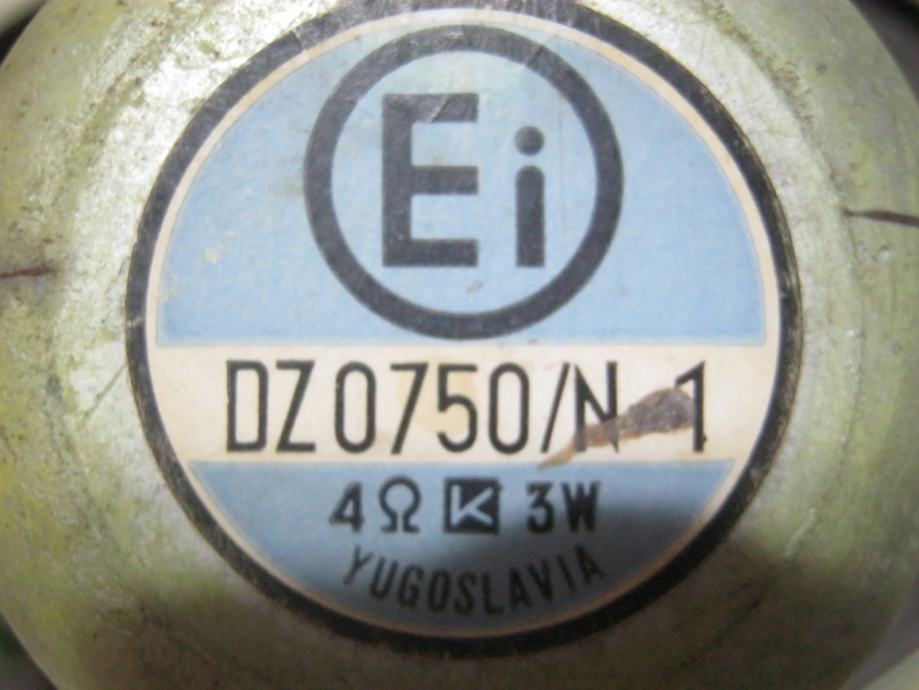 Ei
DZ0750/N 1
4Ω K 3W
YUGOSLAVIA